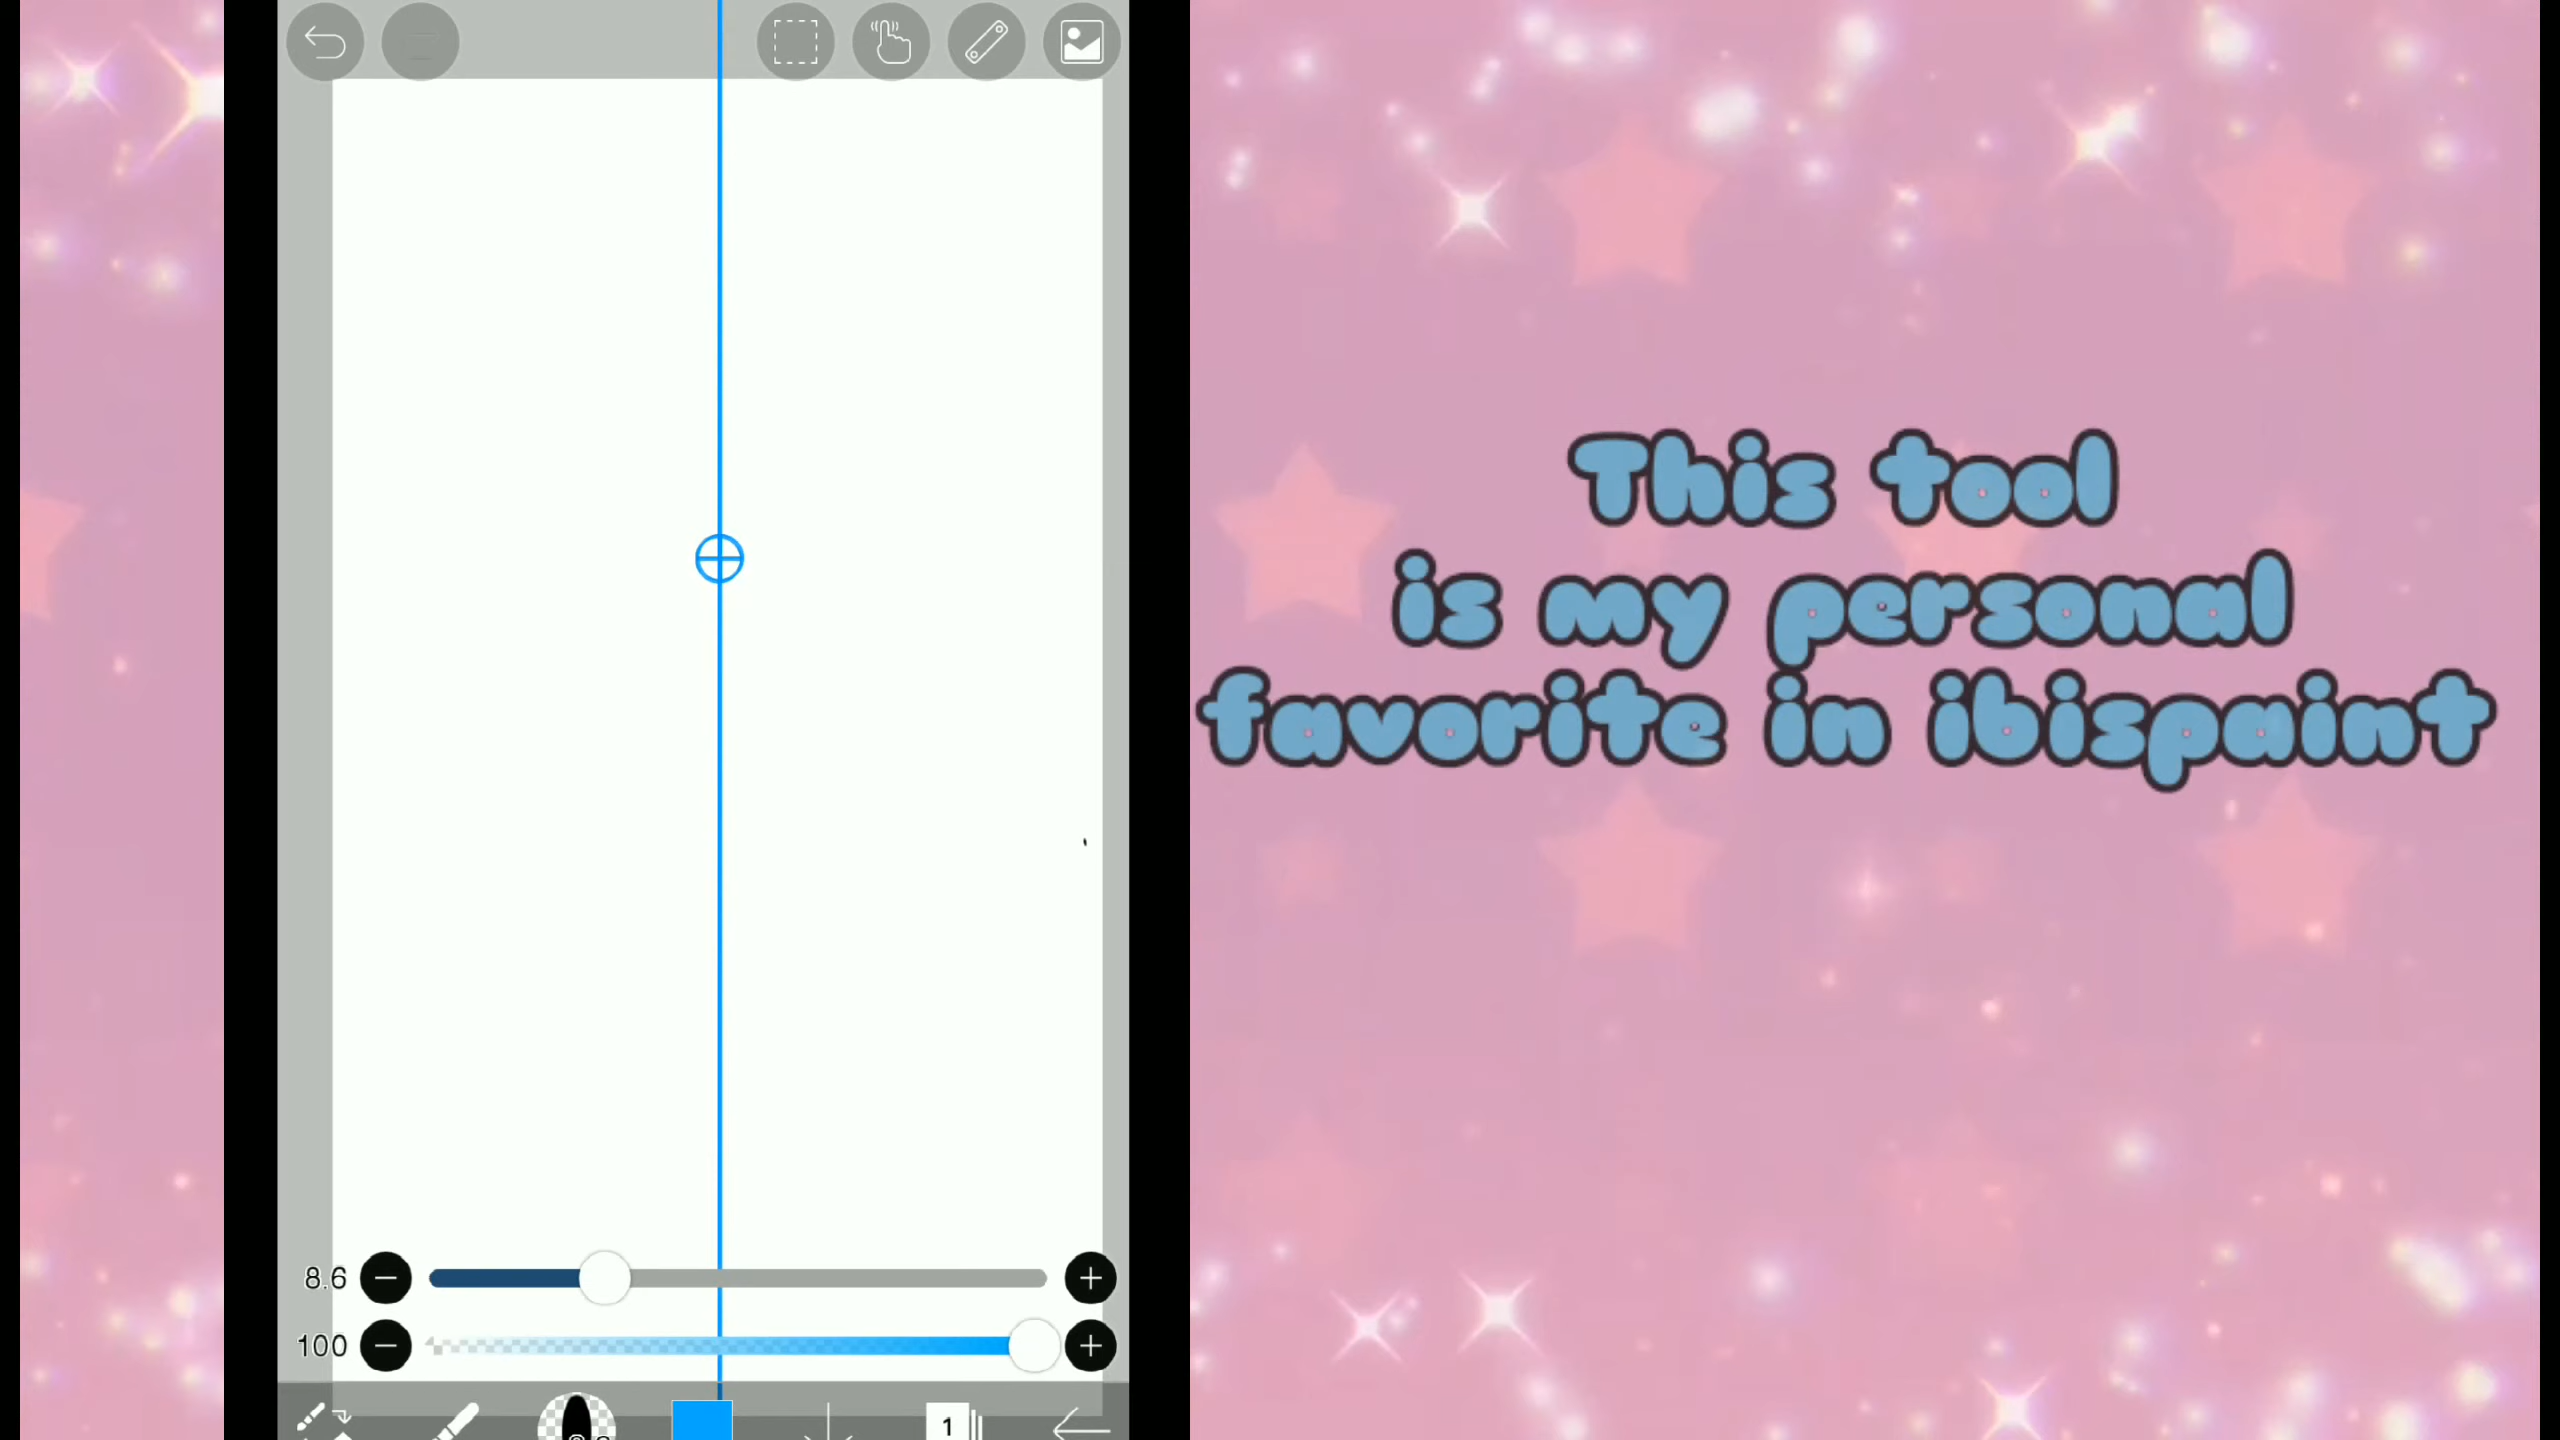 This tool
is my personal
favorite in ibispaint
8.6
100
1